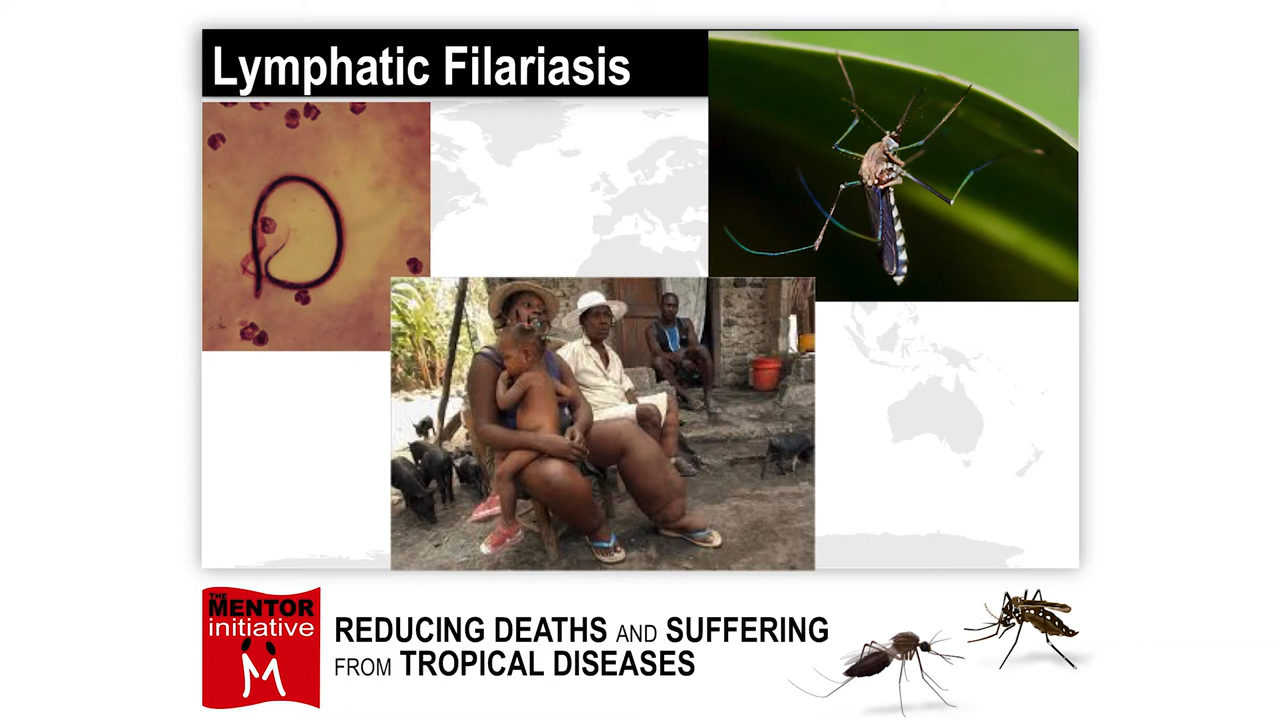 Lymphatic Filariasis
THE
MENTOR
initiative
REDUCING DEATHS AND SUFFERING
FROM TROPICAL DISEASES